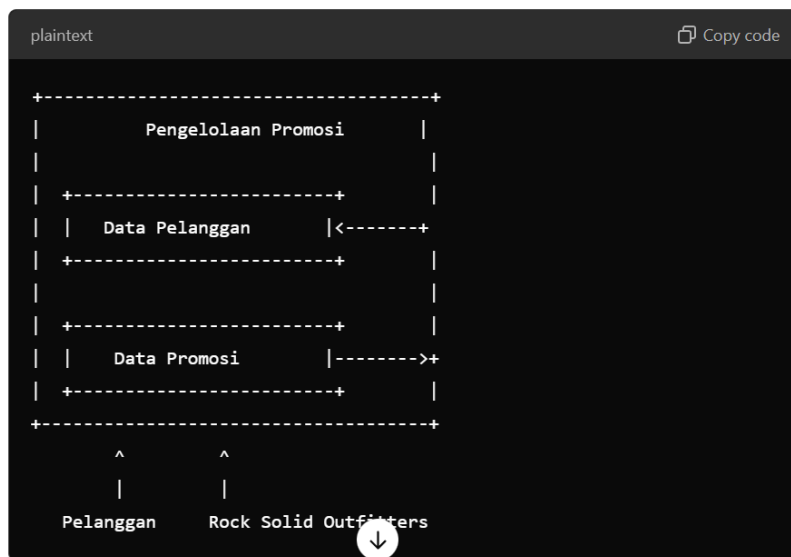 plaintext Copy code
+-------------------------------------+
| Pengelolaan Promosi |
| |
| +-------------------------+ |
| | Data Pelanggan |<-------+
| +-------------------------+ |
| |
| +-------------------------+ |
| | Data Promosi |-------->+
| +-------------------------+ |
+--------------------------------------+
^ ^
| |
Pelanggan Rock Solid Outfitters